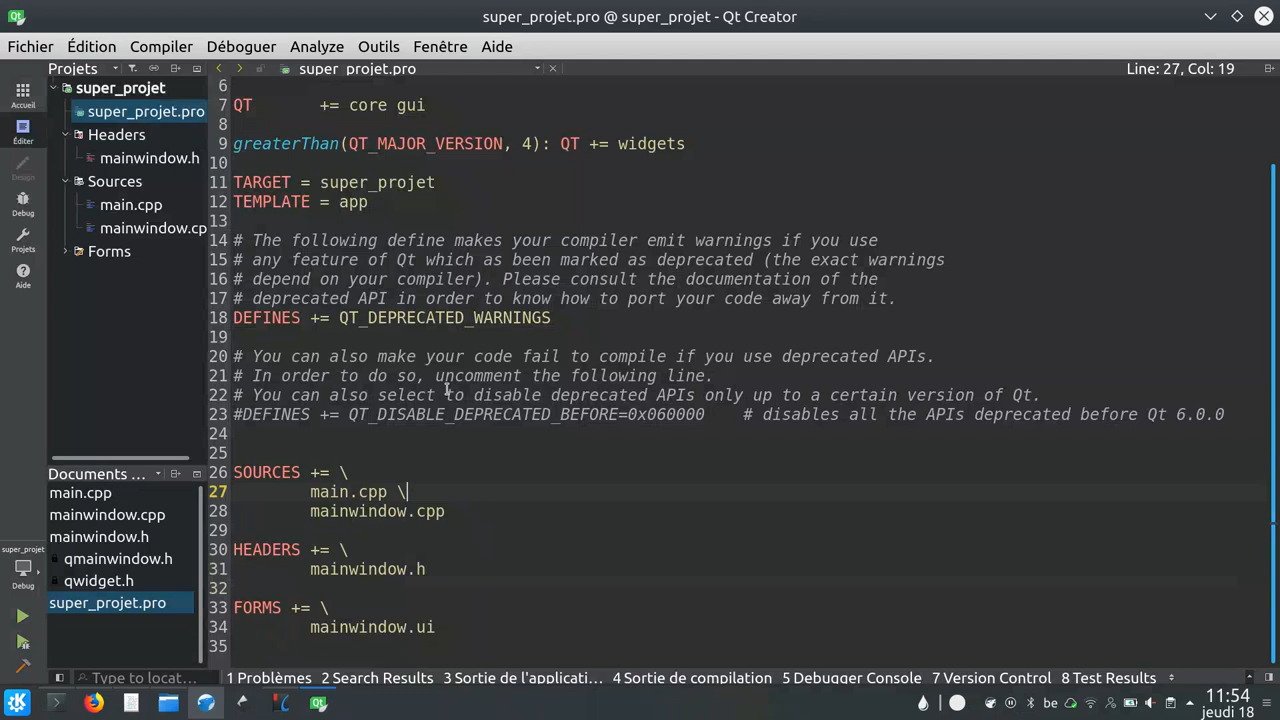 super_projet.pro @ super_projet - Qt Creator
Fichier Édition Compiler Déboguer Analyze Outils Fenêtre Aide
Projets super_projet.pro Line: 27, Col: 19
Accueil
Éditer
Design
Debug
Projets
Aide
super_projet
super_projet.pro
Headers
mainwindow.h
Sources
main.cpp
mainwindow.cp
Forms
6
7 QT += core gui
8
9 greaterThan(QT_MAJOR_VERSION, 4): QT += widgets
10
11 TARGET = super_projet
12 TEMPLATE = app
13
14 # The following define makes your compiler emit warnings if you use
15 # any feature of Qt which as been marked as deprecated (the exact warnings
16 # depend on your compiler). Please consult the documentation of the
17 # deprecated API in order to know how to port your code away from it.
18 DEFINES += QT_DEPRECATED_WARNINGS
19
20 # You can also make your code fail to compile if you use deprecated APIs.
21 # In order to do so, uncomment the following line.
22 # You can also select to disable deprecated APIs only up to a certain version of Qt.
23 #DEFINES += QT_DISABLE_DEPRECATED_BEFORE=0x060000 # disables all the APIs deprecated before Qt 6.0.0
24
25
26 SOURCES += \
27 main.cpp \
28 mainwindow.cpp
29
30 HEADERS += \
31 mainwindow.h
32
33 FORMS += \
34 mainwindow.ui
35
Documents ...
main.cpp
mainwindow.cpp
mainwindow.h
qmainwindow.h
qwidget.h
super_projet.pro
super_projet
Debug
Type to locat...
1 Problèmes 2 Search Results 3 Sortie de l'applicati... 4 Sortie de compilation 5 Debugger Console 7 Version Control 8 Test Results
be
11:54
jeudi 18